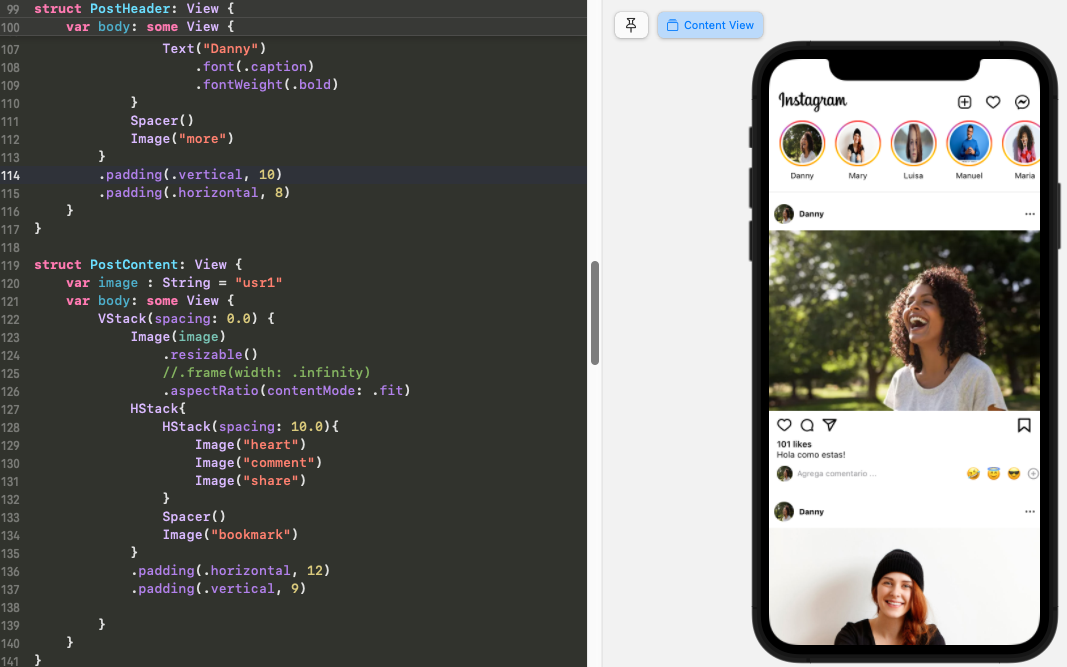 99 struct PostHeader: View {
100     var body: some View {
107                 Text("Danny")
108                     .font(.caption)
109                     .fontWeight(.bold)
110             }
111             Spacer()
112             Image("more")
113         }
114         .padding(.vertical, 10)
115         .padding(.horizontal, 8)
116     }
117 }
118
119 struct PostContent: View {
120     var image : String = "usr1"
121     var body: some View {
122         VStack(spacing: 0.0) {
123             Image(image)
124                 .resizable()
125                 //.frame(width: .infinity)
126                 .aspectRatio(contentMode: .fit)
127             HStack{
128                 HStack(spacing: 10.0){
129                     Image("heart")
130                     Image("comment")
131                     Image("share")
132                 }
133                 Spacer()
134                 Image("bookmark")
135             }
136             .padding(.horizontal, 12)
137             .padding(.vertical, 9)
138
139         }
140     }
141 }
Content View
Instagram
Danny Mary Luisa Manuel Maria
Danny
101 likes
Hola como estas!
Agrega comentario ...
Danny